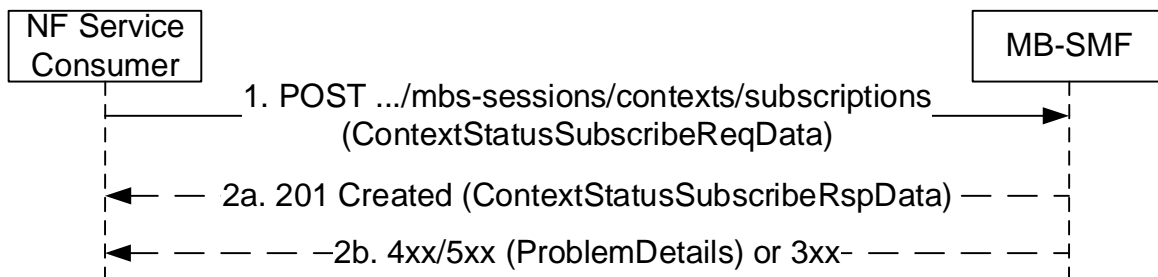 NF Service
Consumer
MB-SMF
1. POST .../mbs-sessions/contexts/subscriptions
(ContextStatusSubscribeReqData)
2a. 201 Created (ContextStatusSubscribeRspData)
2b. 4xx/5xx (ProblemDetails) or 3xx